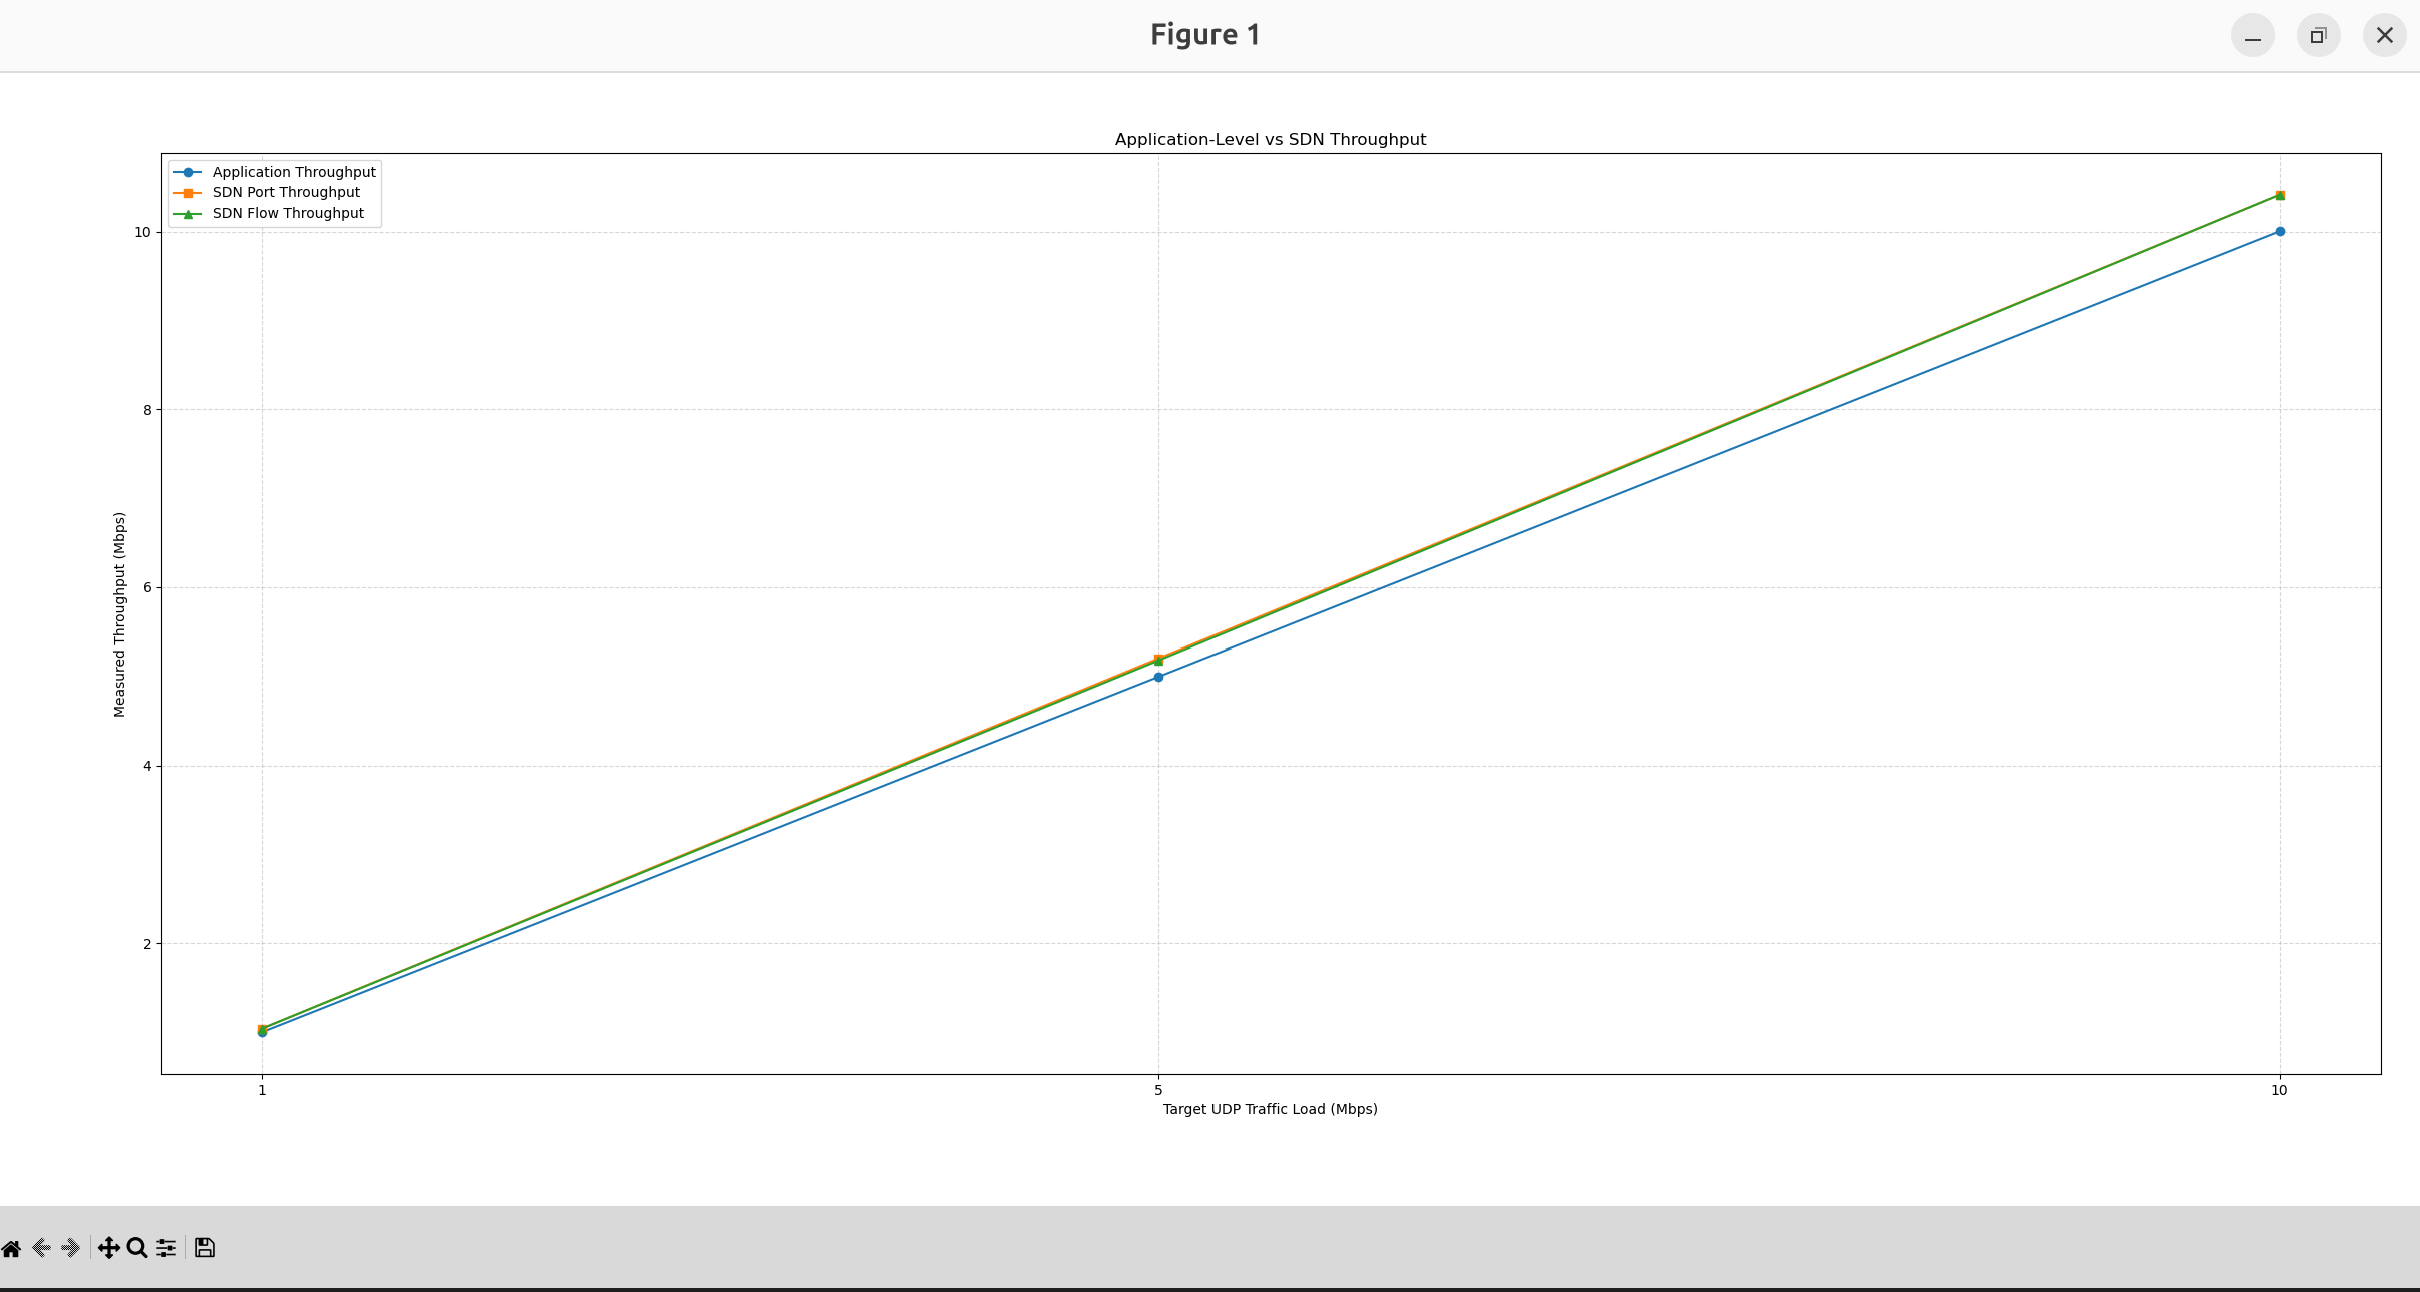 Figure 1
Application-Level vs SDN Throughput
Application Throughput
SDN Port Throughput
SDN Flow Throughput
10
8
6
4
2
Measured Throughput (Mbps)
1 5 10
Target UDP Traffic Load (Mbps)